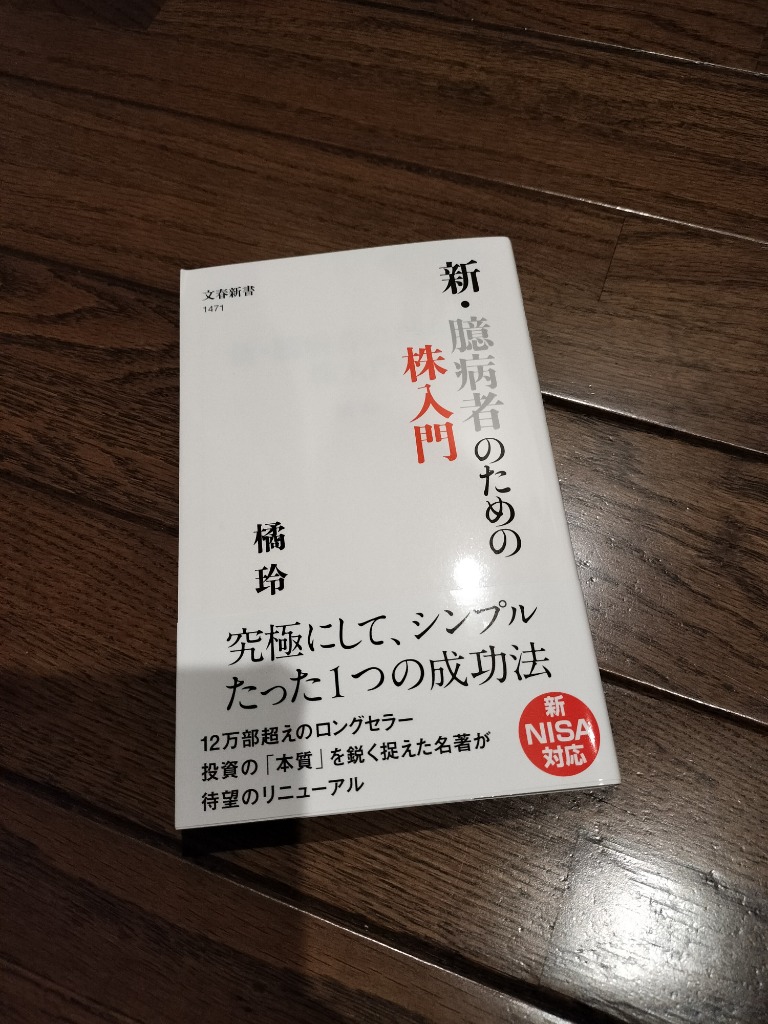 文春新書
1471
新・臆病者のための
株入門
橘玲
究極にして、シンプル
たった1つの成功法
12万部超えのロングセラー
投資の「本質」を鋭く捉えた名著が
待望のリニューアル
新
NISA
対応